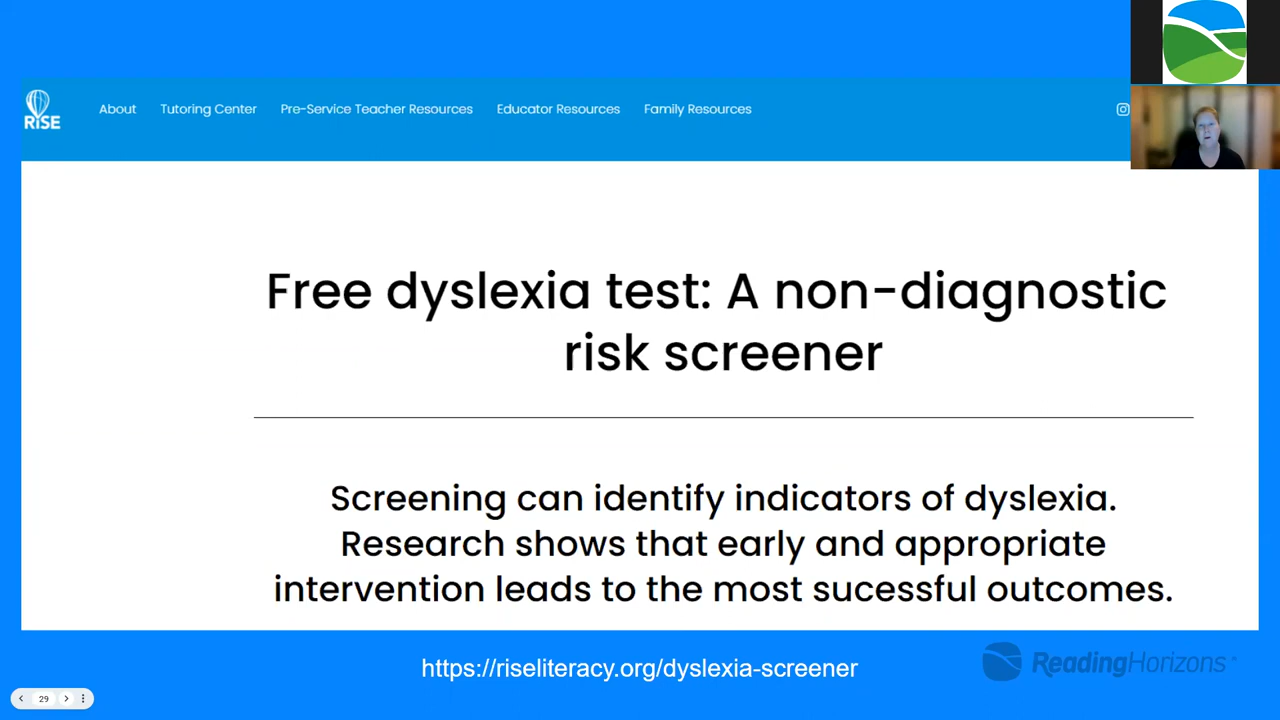 RISE
About Tutoring Center Pre-Service Teacher Resources Educator Resources Family Resources
Free dyslexia test: A non-diagnostic
risk screener
Screening can identify indicators of dyslexia.
Research shows that early and appropriate
intervention leads to the most sucessful outcomes.
https://riseliteracy.org/dyslexia-screener
ReadingHorizons
29